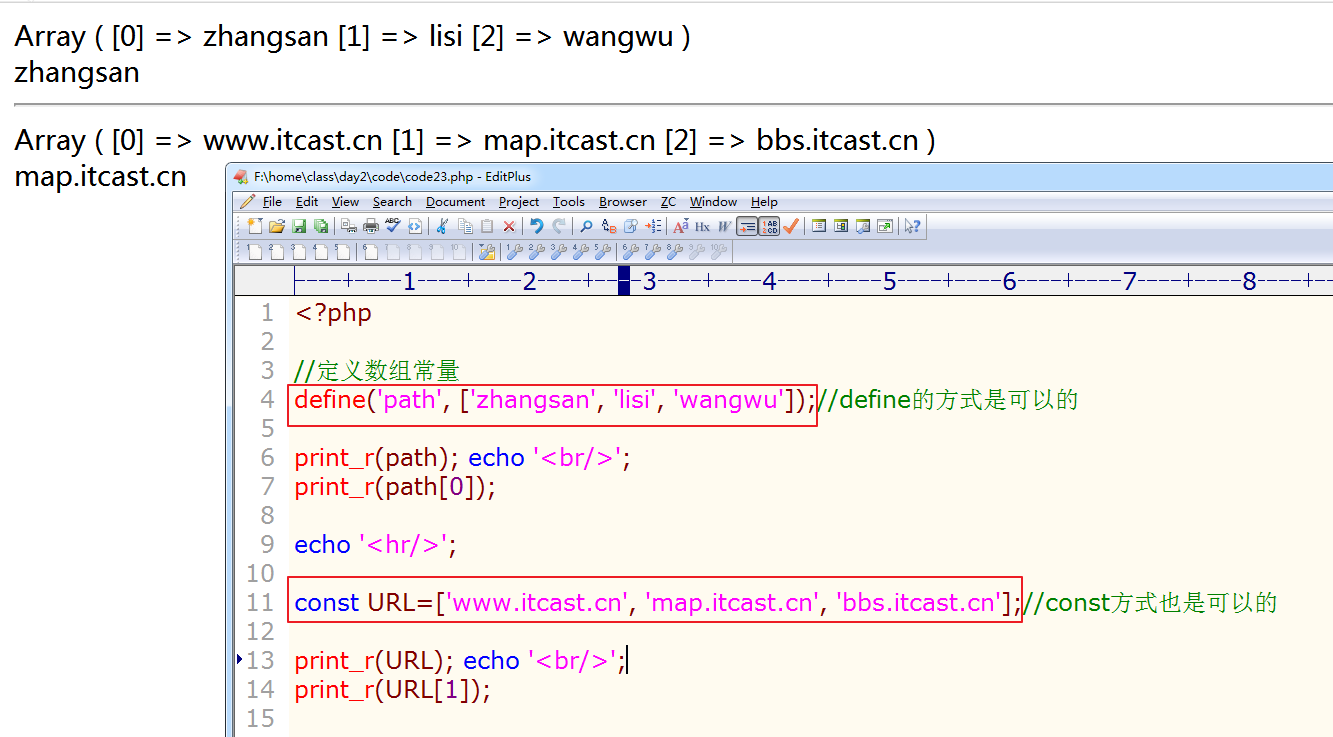 Array ( [0] => zhangsan [1] => lisi [2] => wangwu )
zhangsan
Array ( [0] => www.itcast.cn [1] => map.itcast.cn [2] => bbs.itcast.cn )
map.itcast.cn
F:\home\class\day2\code\code23.php - EditPlus
File Edit View Search Document Project Tools Browser ZC Window Help
----+----1----+----2----+----3----+----4----+----5----+----6----+----7----+----8----+--
1 <?php
2
3 //定义数组常量
4 define('path', ['zhangsan', 'lisi', 'wangwu']);//define的方式是可以的
5
6 print_r(path); echo '<br/>';
7 print_r(path[0]);
8
9 echo '<hr/>';
10
11 const URL=['www.itcast.cn', 'map.itcast.cn', 'bbs.itcast.cn'];//const方式也是可以的
12
13 print_r(URL); echo '<br/>';
14 print_r(URL[1]);
15